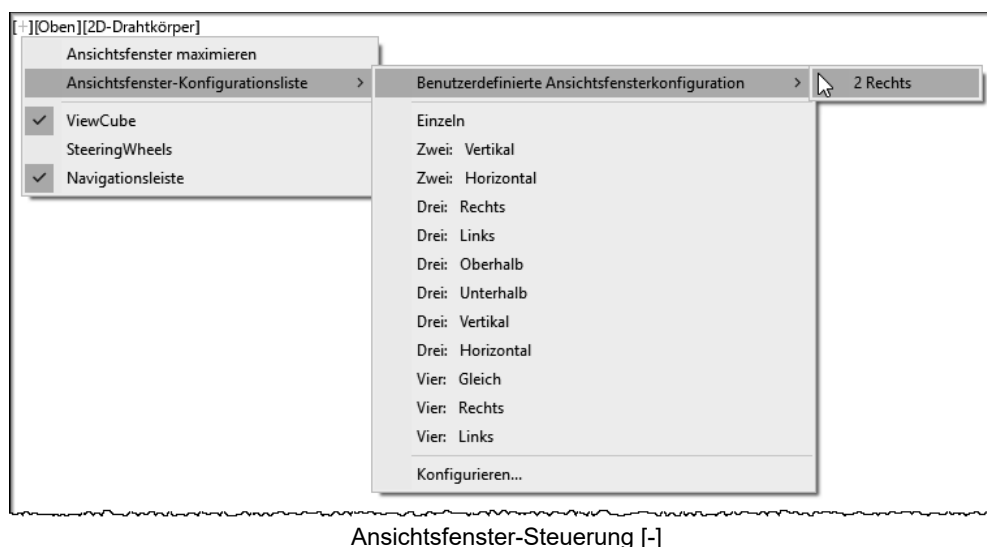 [+][Oben][2D-Drahtkörper]
Ansichtsfenster maximieren
Ansichtsfenster-Konfigurationsliste >
ViewCube
SteeringWheels
Navigationsleiste
Benutzerdefinierte Ansichtsfensterkonfiguration >
Einzeln
Zwei: Vertikal
Zwei: Horizontal
Drei: Rechts
Drei: Links
Drei: Oberhalb
Drei: Unterhalb
Drei: Vertikal
Drei: Horizontal
Vier: Gleich
Vier: Rechts
Vier: Links
Konfigurieren...
2 Rechts
Ansichtsfenster-Steuerung [-]